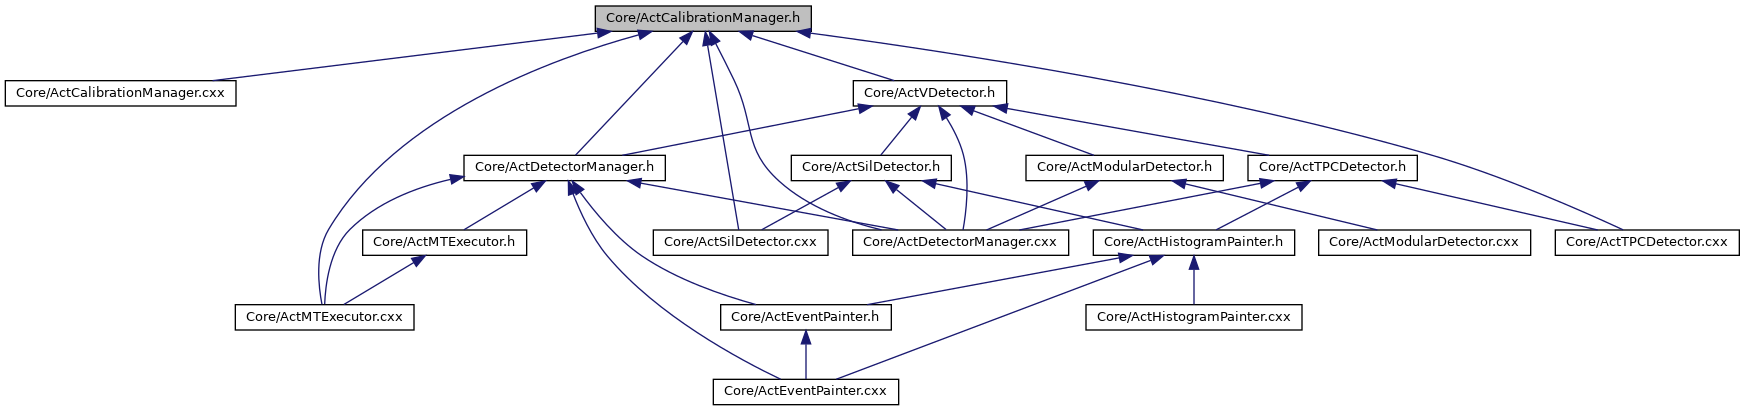 Core/ActCalibrationManager.h
Core/ActCalibrationManager.cxx
Core/ActVDetector.h
Core/ActDetectorManager.h
Core/ActSilDetector.h
Core/ActModularDetector.h
Core/ActTPCDetector.h
Core/ActMTExecutor.h
Core/ActSilDetector.cxx
Core/ActDetectorManager.cxx
Core/ActHistogramPainter.h
Core/ActModularDetector.cxx
Core/ActTPCDetector.cxx
Core/ActMTExecutor.cxx
Core/ActEventPainter.h
Core/ActHistogramPainter.cxx
Core/ActEventPainter.cxx